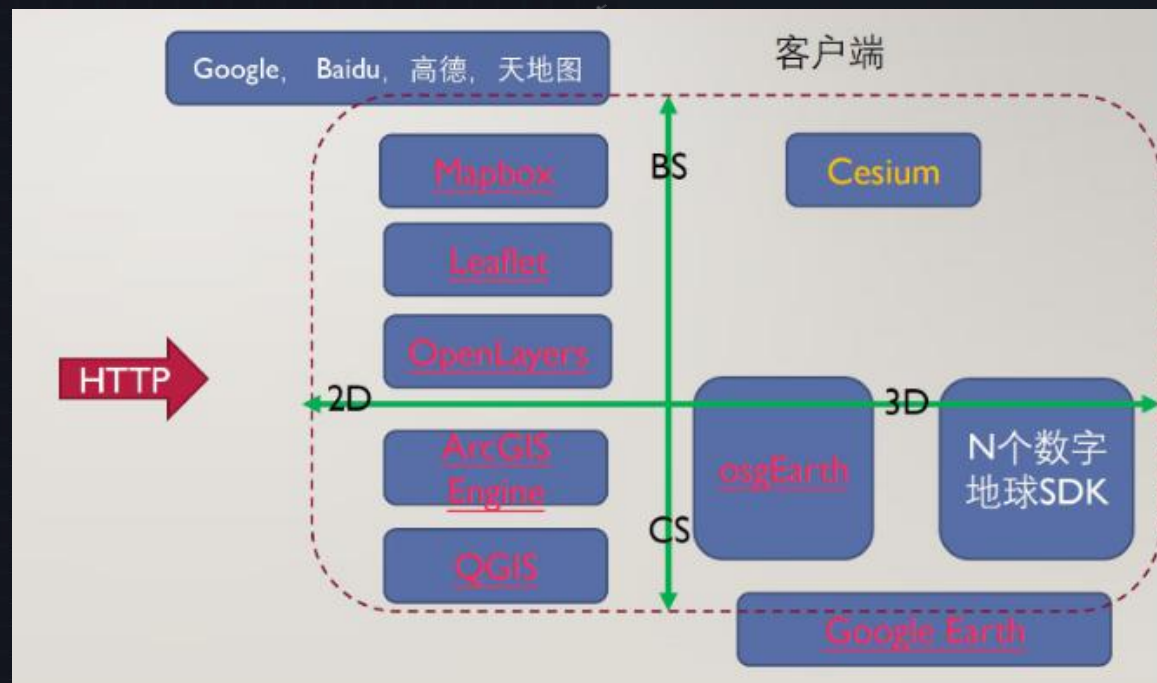 客户端
Google, Baidu, 高德, 天地图
Mapbox
BS
Cesium
Leaflet
OpenLayers
HTTP
2D
3D
ArcGIS
Engine
osgEarth
N个数字
地球SDK
CS
QGIS
Google Earth